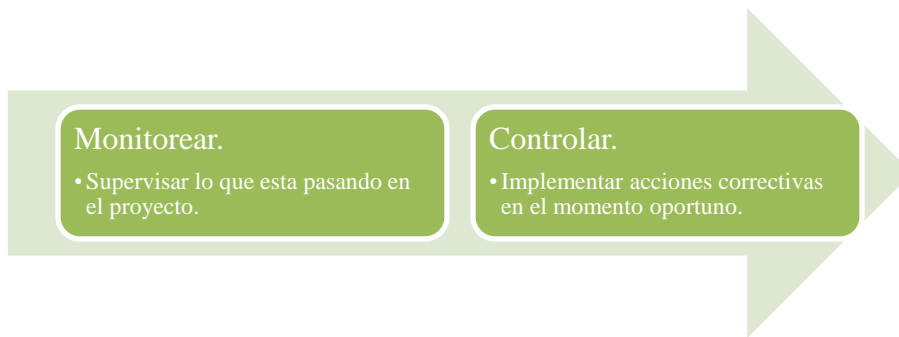 Monitorear.
• Supervisar lo que esta pasando en
el proyecto.
Controlar.
• Implementar acciones correctivas
en el momento oportuno.